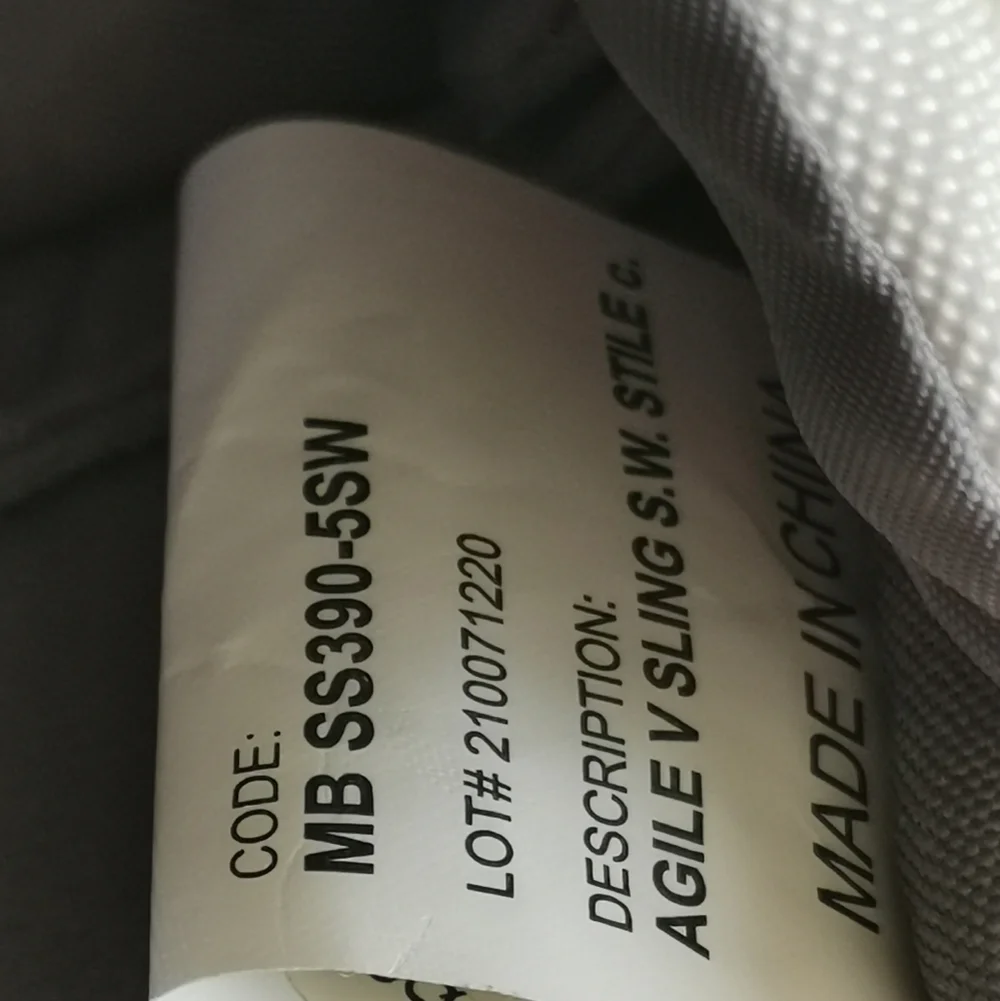 CODE:
MB SS390-5SW
LOT# 210071220
DESCRIPTION:
AGILE V SLING S.W. STILE C.
MADE IN CHINA